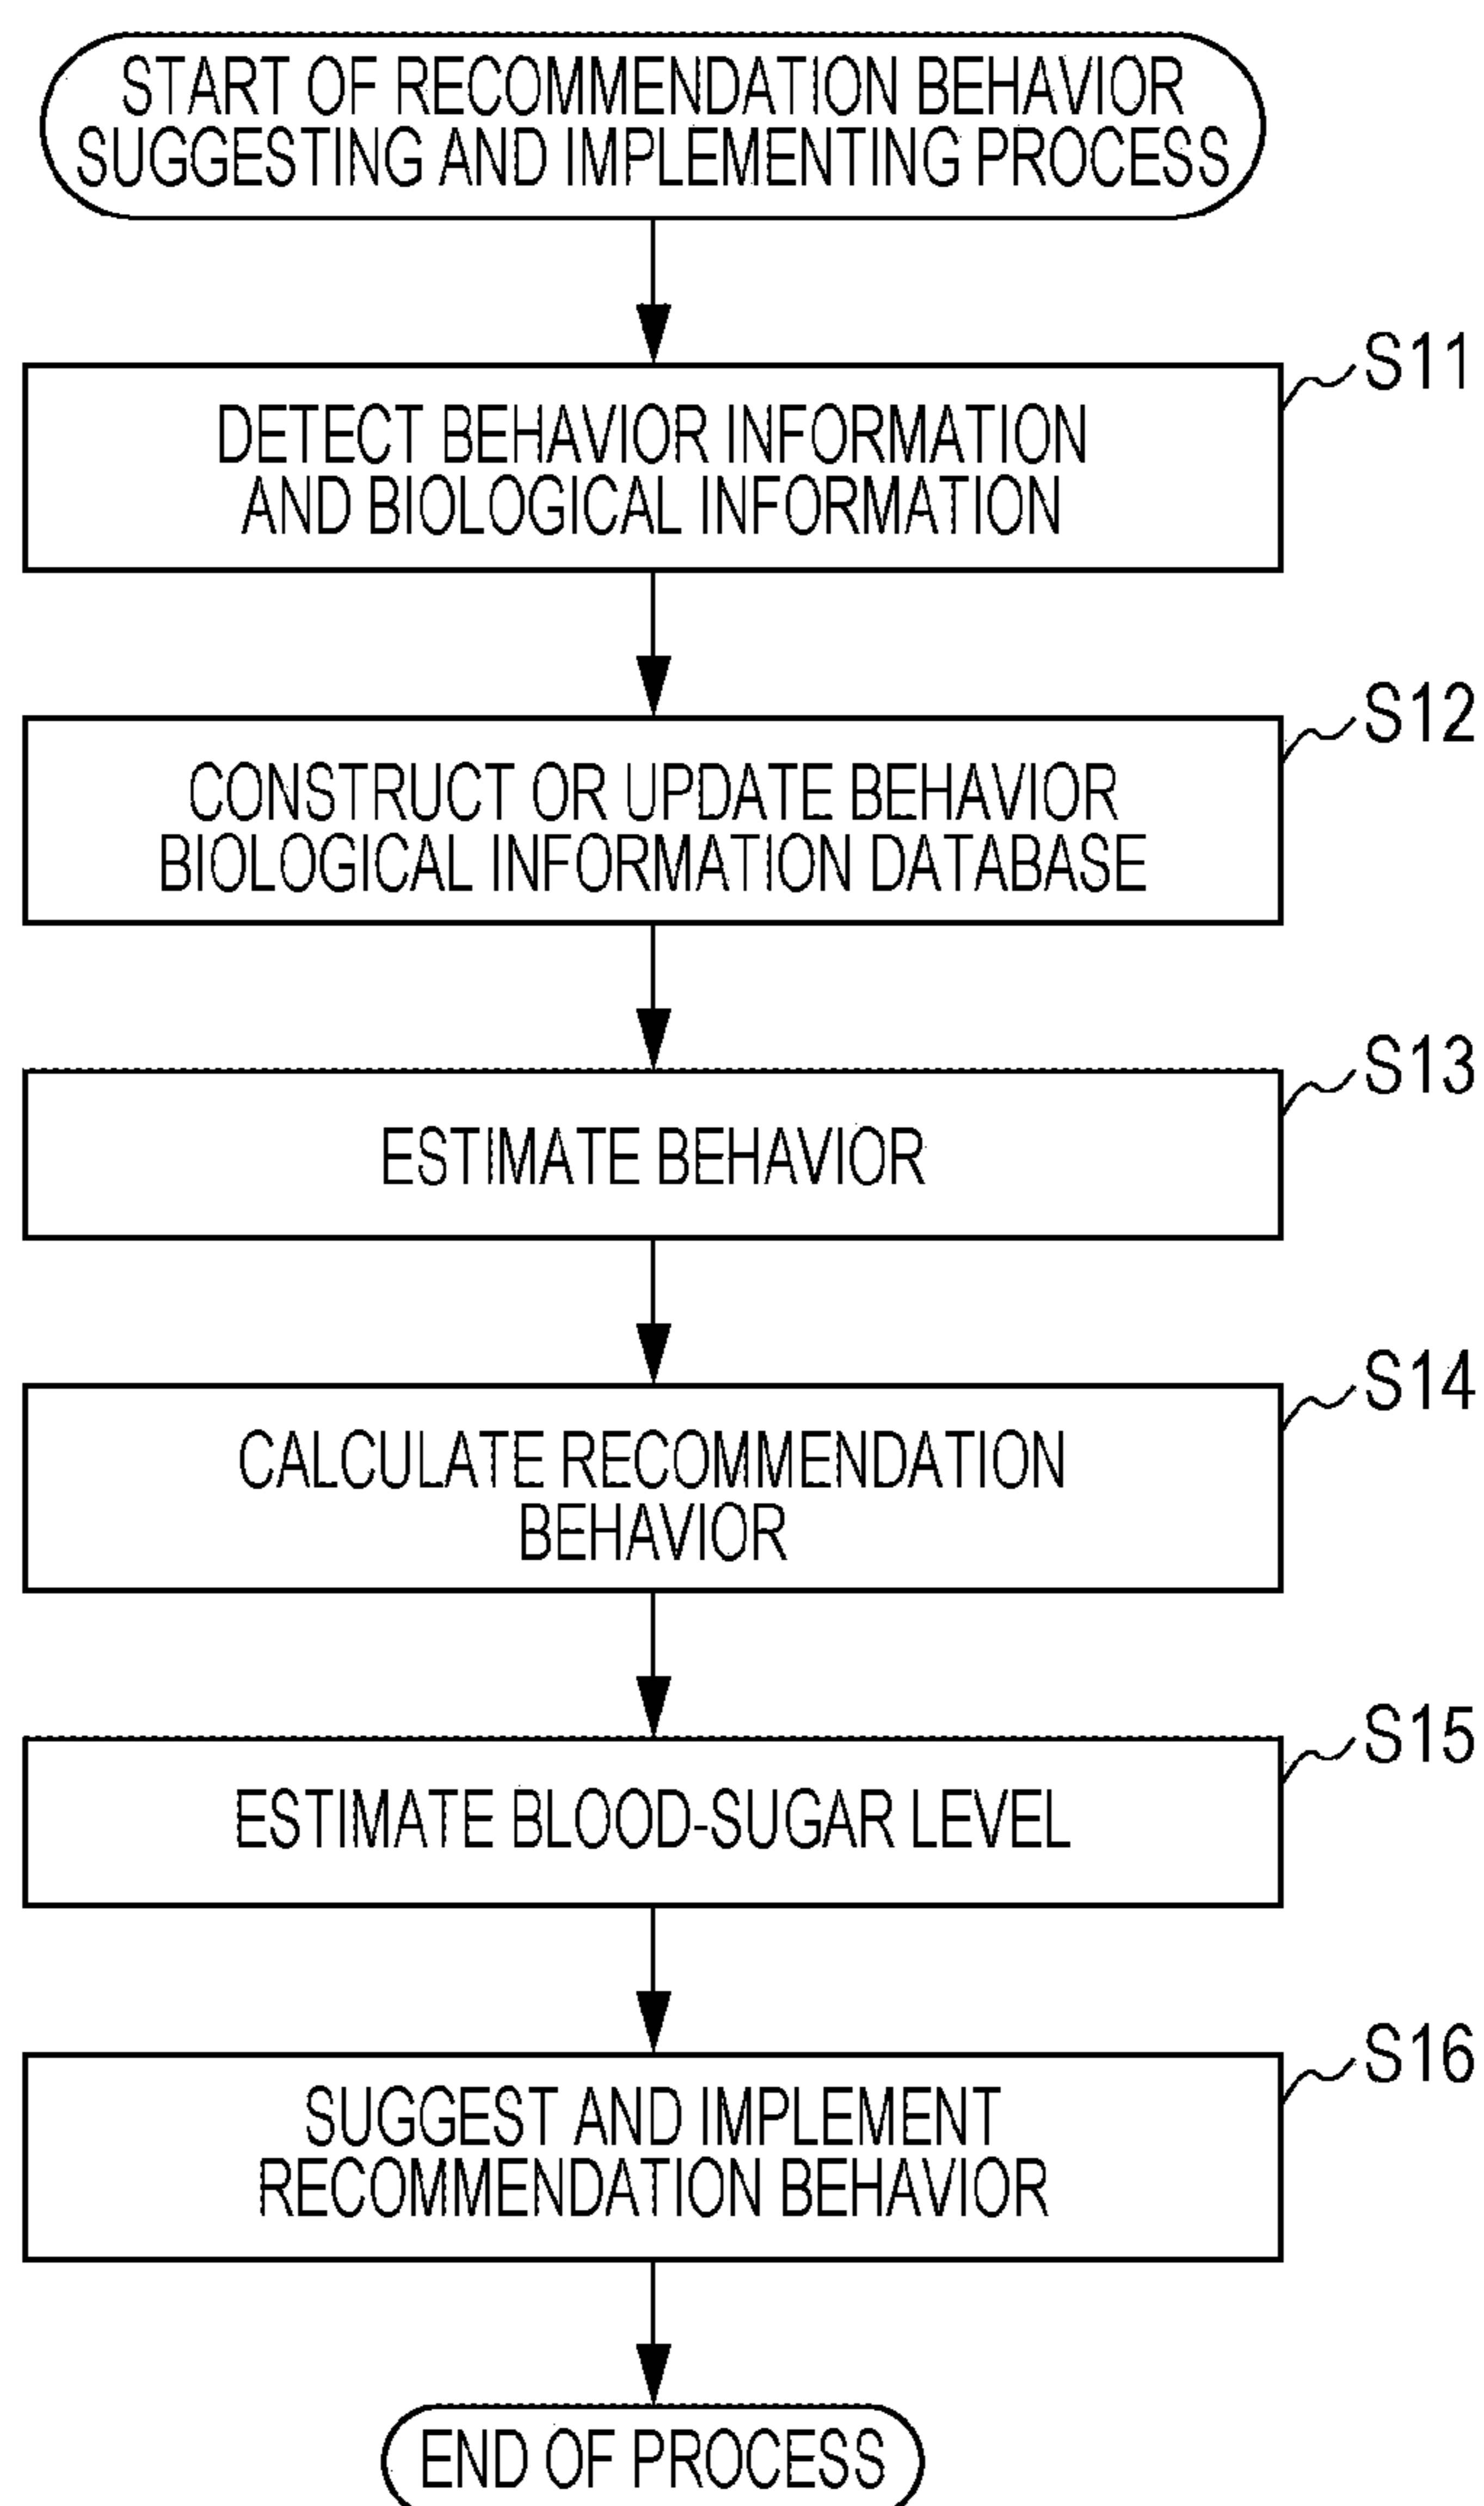 START OF RECOMMENDATION BEHAVIOR
SUGGESTING AND IMPLEMENTING PROCESS
S11
DETECT BEHAVIOR INFORMATION
AND BIOLOGICAL INFORMATION
S12
CONSTRUCT OR UPDATE BEHAVIOR
BIOLOGICAL INFORMATION DATABASE
S13
ESTIMATE BEHAVIOR
S14
CALCULATE RECOMMENDATION
BEHAVIOR
S15
ESTIMATE BLOOD-SUGAR LEVEL
S16
SUGGEST AND IMPLEMENT
RECOMMENDATION BEHAVIOR
END OF PROCESS